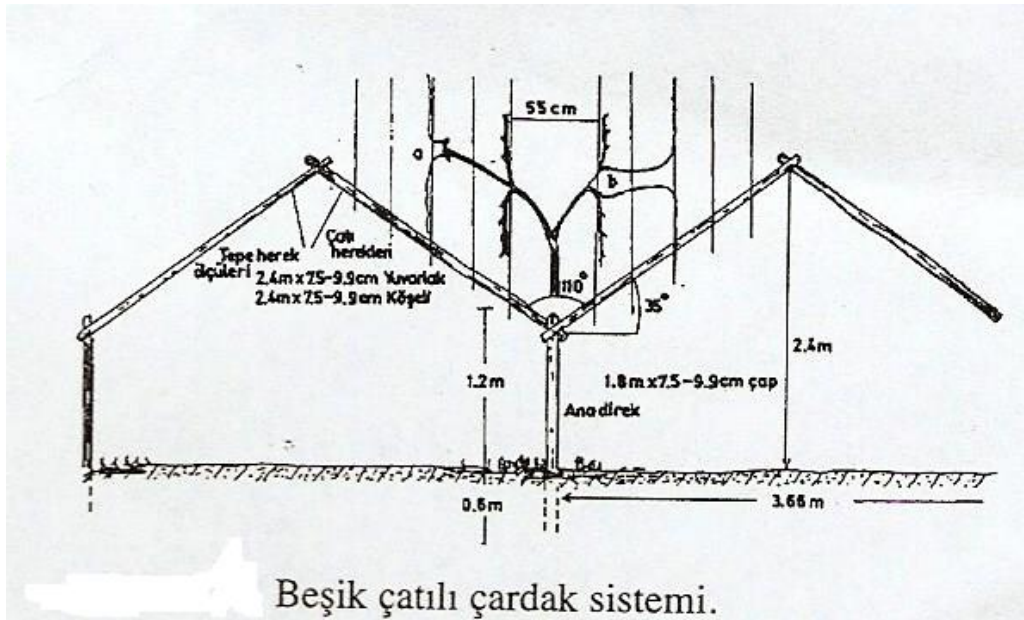 55 cm
a
b
Tepe herek
ölçüleri
Çatı
herekleri
2.4m x 7.5-9.9cm Yuvarlak
2.4m x 7.5-9.9cm Köşeli
110°
35°
1.2m
1.8m x 7.5-9.9cm çap
2.4m
Ana direk
0.6m
3.66 m
Beşik çatılı çardak sistemi.